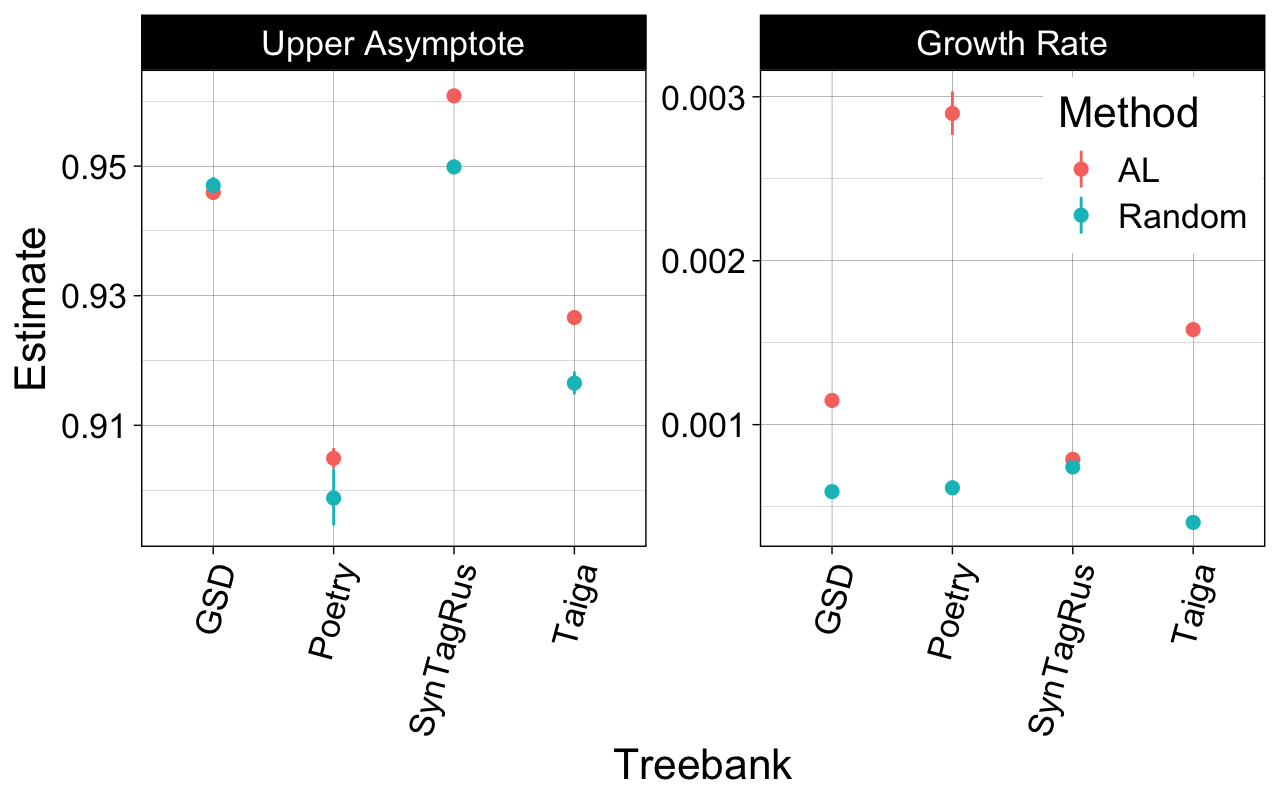 Upper Asymptote
Growth Rate
Estimate
0.95
0.93
0.91
0.003
0.002
0.001
Method
AL
Random
GSD
Poetry
SynTagRus
Taiga
GSD
Poetry
SynTagRus
Taiga
Treebank